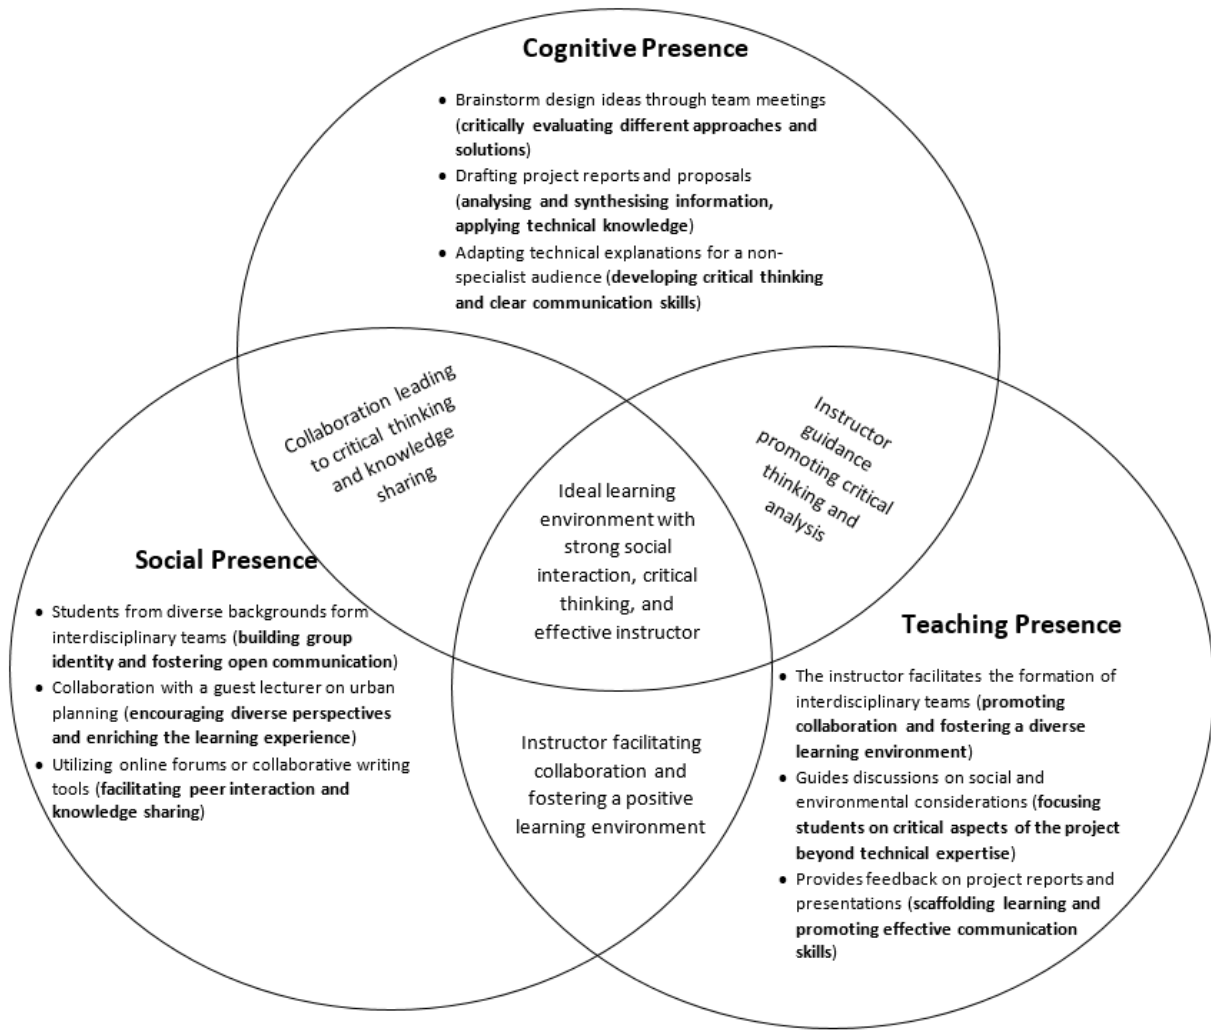 Cognitive Presence
• Brainstorm design ideas through team meetings
(critically evaluating different approaches and
solutions)
• Drafting project reports and proposals
(analysing and synthesising information,
applying technical knowledge)
• Adapting technical explanations for a non-
specialist audience (developing critical thinking
and clear communication skills)
Collaboration leading
to critical thinking
and knowledge
sharing
Instructor
guidance
promoting critical
thinking and
analysis
Ideal learning
environment with
strong social
interaction, critical
thinking, and
effective instructor
Social Presence
• Students from diverse backgrounds form
interdisciplinary teams (building group
identity and fostering open communication)
• Collaboration with a guest lecturer on urban
planning (encouraging diverse perspectives
and enriching the learning experience)
• Utilizing online forums or collaborative writing
tools (facilitating peer interaction and
knowledge sharing)
Instructor facilitating
collaboration and
fostering a positive
learning environment
Teaching Presence
• The instructor facilitates the formation of
interdisciplinary teams (promoting
collaboration and fostering a diverse
learning environment)
• Guides discussions on social and
environmental considerations (focusing
students on critical aspects of the project
beyond technical expertise)
• Provides feedback on project reports and
presentations (scaffolding learning and
promoting effective communication
skills)